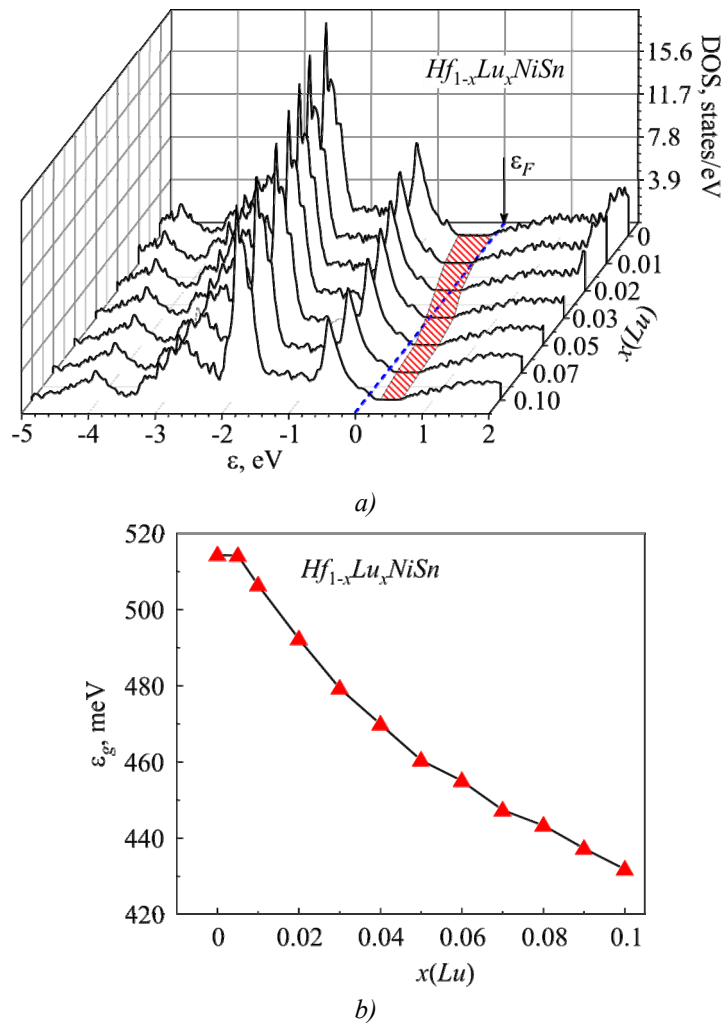 DOS, states/eV
15.6
11.7
7.8
3.9
Hf₁₋ₓLuₓNiSn
ε_F
0
0.01
0.02
0.03
0.05
0.07
0.10
x(Lu)
-5 -4 -3 -2 -1 0 1 2
ε, eV
a)
520
500
480
460
440
420
ε_g, meV
Hf₁₋ₓLuₓNiSn
0 0.02 0.04 0.06 0.08 0.1
x(Lu)
b)